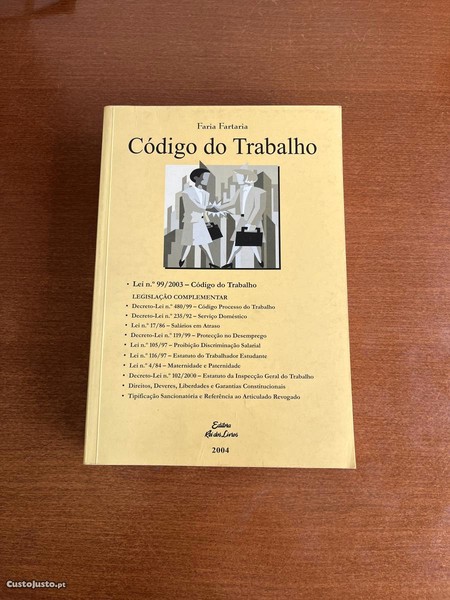 Faria Fartaria
Código do Trabalho
• Lei n.º 99/2003 – Código do Trabalho
LEGISLAÇÃO COMPLEMENTAR
• Decreto-Lei n.º 480/99 – Código Processo do Trabalho
• Decreto-Lei n.º 235/92 – Serviço Doméstico
• Lei n.º 17/86 – Salários em Atraso
• Decreto-Lei n.º 119/99 – Protecção no Desemprego
• Lei n.º 105/97 – Proibição Discriminação Salarial
• Lei n.º 116/97 – Estatuto do Trabalhador Estudante
• Lei n.º 4/84 – Maternidade e Paternidade
• Decreto-Lei n.º 102/2000 – Estatuto da Inspecção Geral do Trabalho
• Direitos, Deveres, Liberdades e Garantias Constitucionais
• Tipificação Sancionatória e Referência ao Articulado Revogado
Editora
Rei dos Livros
2004
CustoJusto.pt